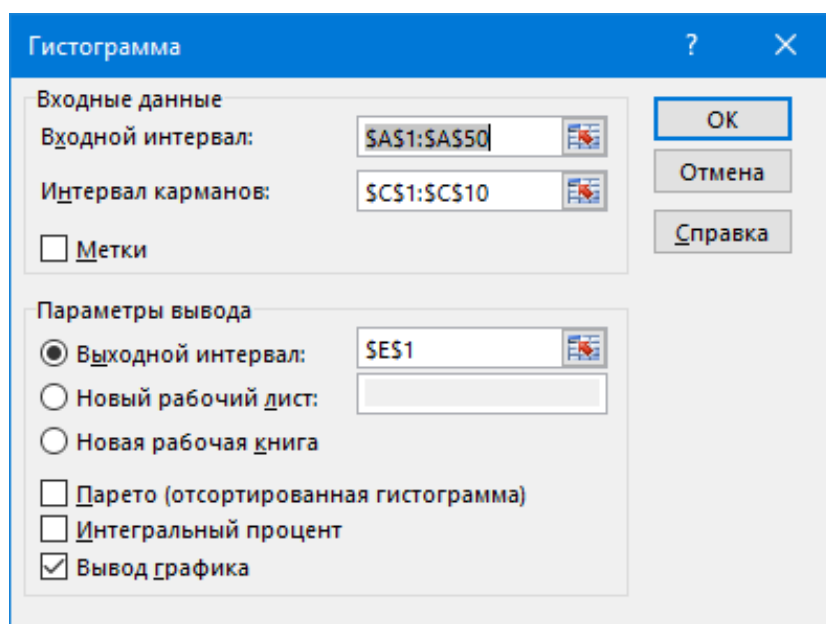 Гистограмма ?
Входные данные
Входной интервал: $A$1:$A$50
Интервал карманов: $C$1:$C$10
Метки
ОК
Отмена
Справка
Параметры вывода
Выходной интервал: $E$1
Новый рабочий лист:
Новая рабочая книга
Парето (отсортированная гистограмма)
Интегральный процент
Вывод графика